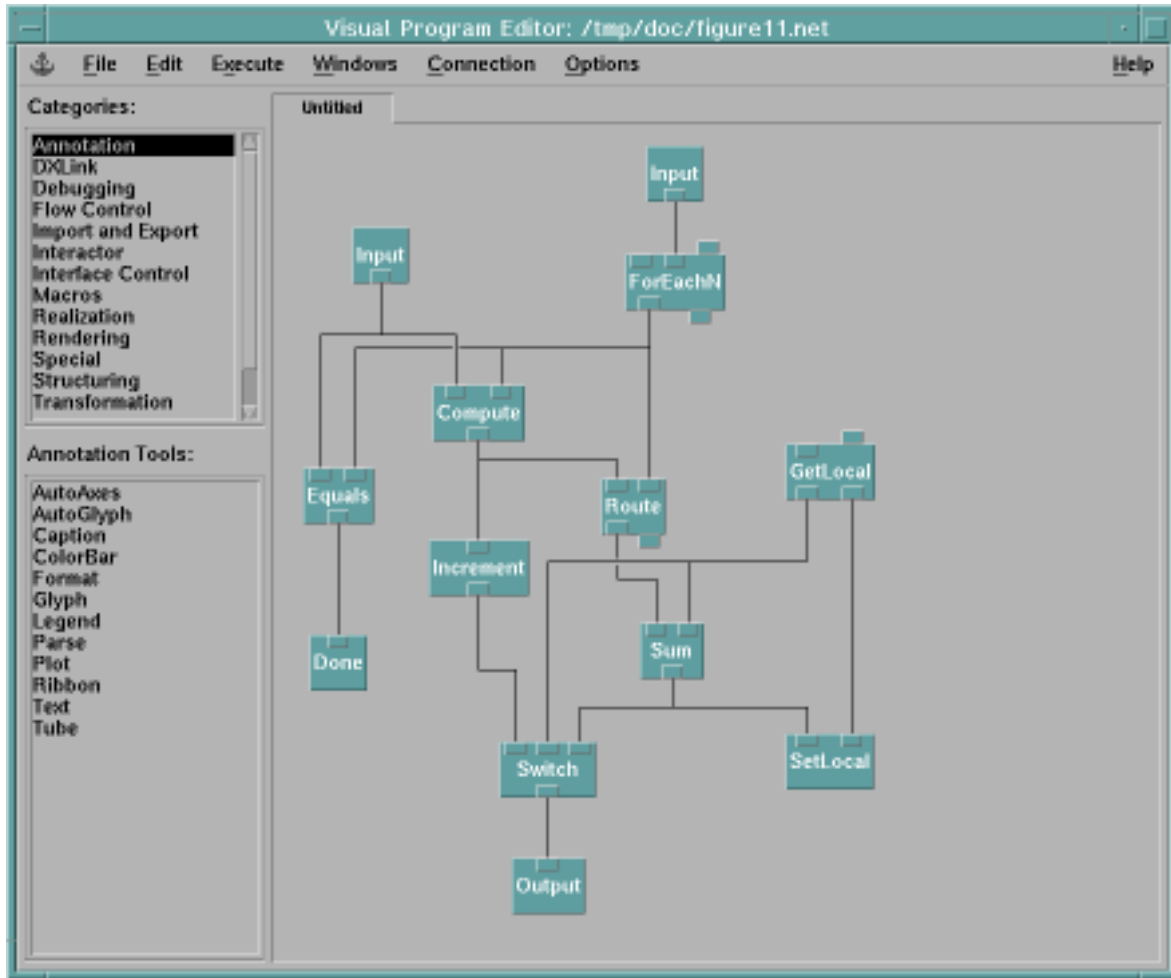 Visual Program Editor: /tmp/doc/figure11.net
File Edit Execute Windows Connection Options Help
Categories:
Annotation
DXLink
Debugging
Flow Control
Import and Export
Interactor
Interface Control
Macros
Realization
Rendering
Special
Structuring
Transformation
Annotation Tools:
AutoAxes
AutoGlyph
Caption
ColorBar
Format
Glyph
Legend
Parse
Plot
Ribbon
Text
Tube
Untitled
Input
Input
ForEachN
Compute
GetLocal
Equals
Route
Increment
Sum
Done
Switch
SetLocal
Output